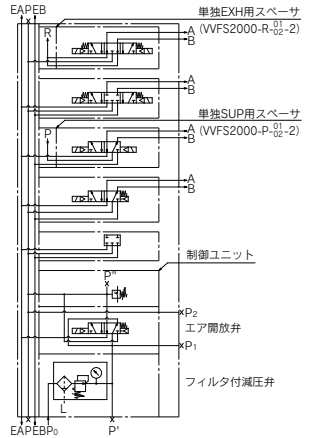 EAPEB
単独EXH用スペーサ
R
A (VVFS2000-R-01/02-2)
B
A
B
単独SUP用スペーサ
P
A (VVFS2000-P-01/02-2)
B
A
B
制御ユニット
P"
P2
エア開放弁
P1
フィルタ付減圧弁
L
EAPEBP0
P'